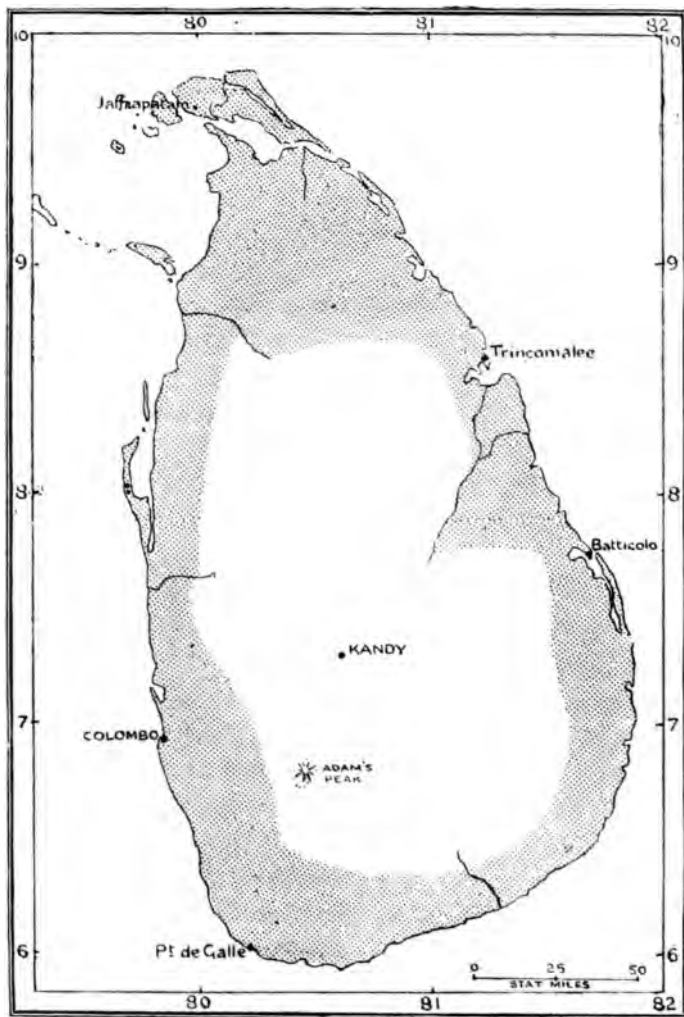 80 81 82
10 10
Jaffnapatam
9 9
Trincomalee
8 8
Batticolo
KANDY
7 7
COLOMBO
ADAM'S
PEAK
Pt de Galle
6 6
0 25 50
STAT MILES
80 81 82